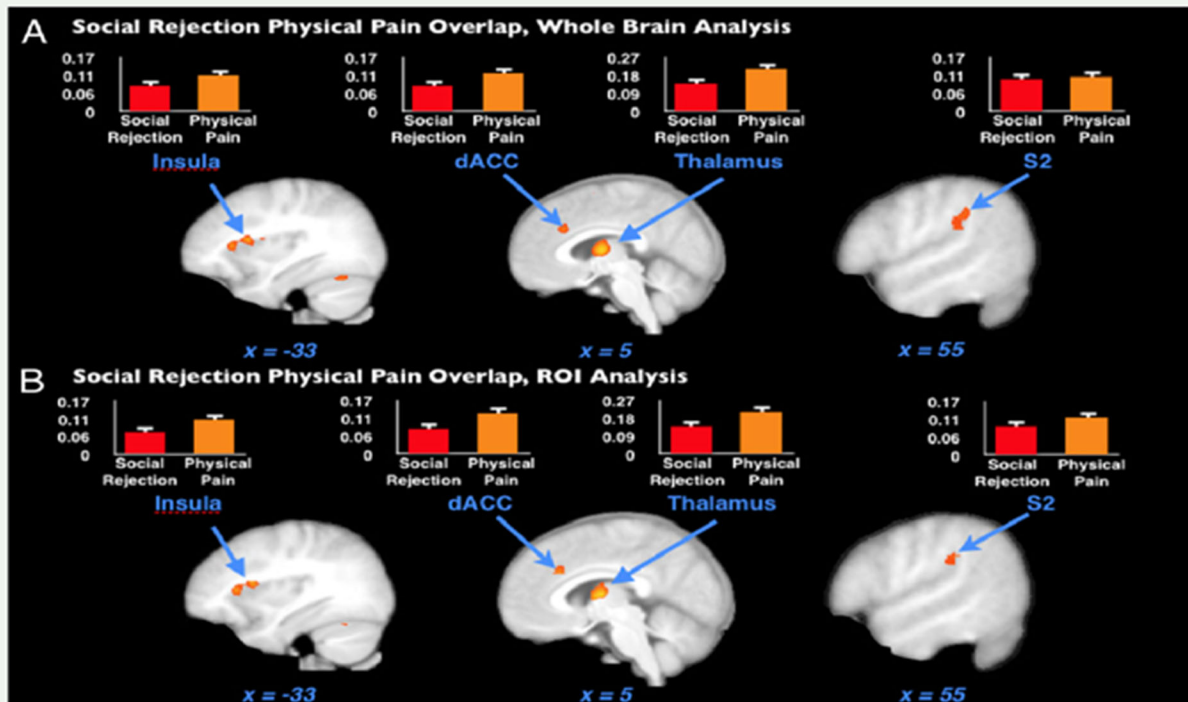 A Social Rejection Physical Pain Overlap, Whole Brain Analysis
0.17 0.17 0.27 0.17
0.11 0.11 0.18 0.11
0.06 0.06 0.09 0.06
0 0 0 0
Social Physical Social Physical Social Physical Social Physical
Rejection Pain Rejection Pain Rejection Pain Rejection Pain
Insula dACC Thalamus S2
x = -33 x = 5 x = 55
B Social Rejection Physical Pain Overlap, ROI Analysis
0.17 0.17 0.27 0.17
0.11 0.11 0.18 0.11
0.06 0.06 0.09 0.06
0 0 0 0
Social Physical Social Physical Social Physical Social Physical
Rejection Pain Rejection Pain Rejection Pain Rejection Pain
Insula dACC Thalamus S2
x = -33 x = 5 x = 55